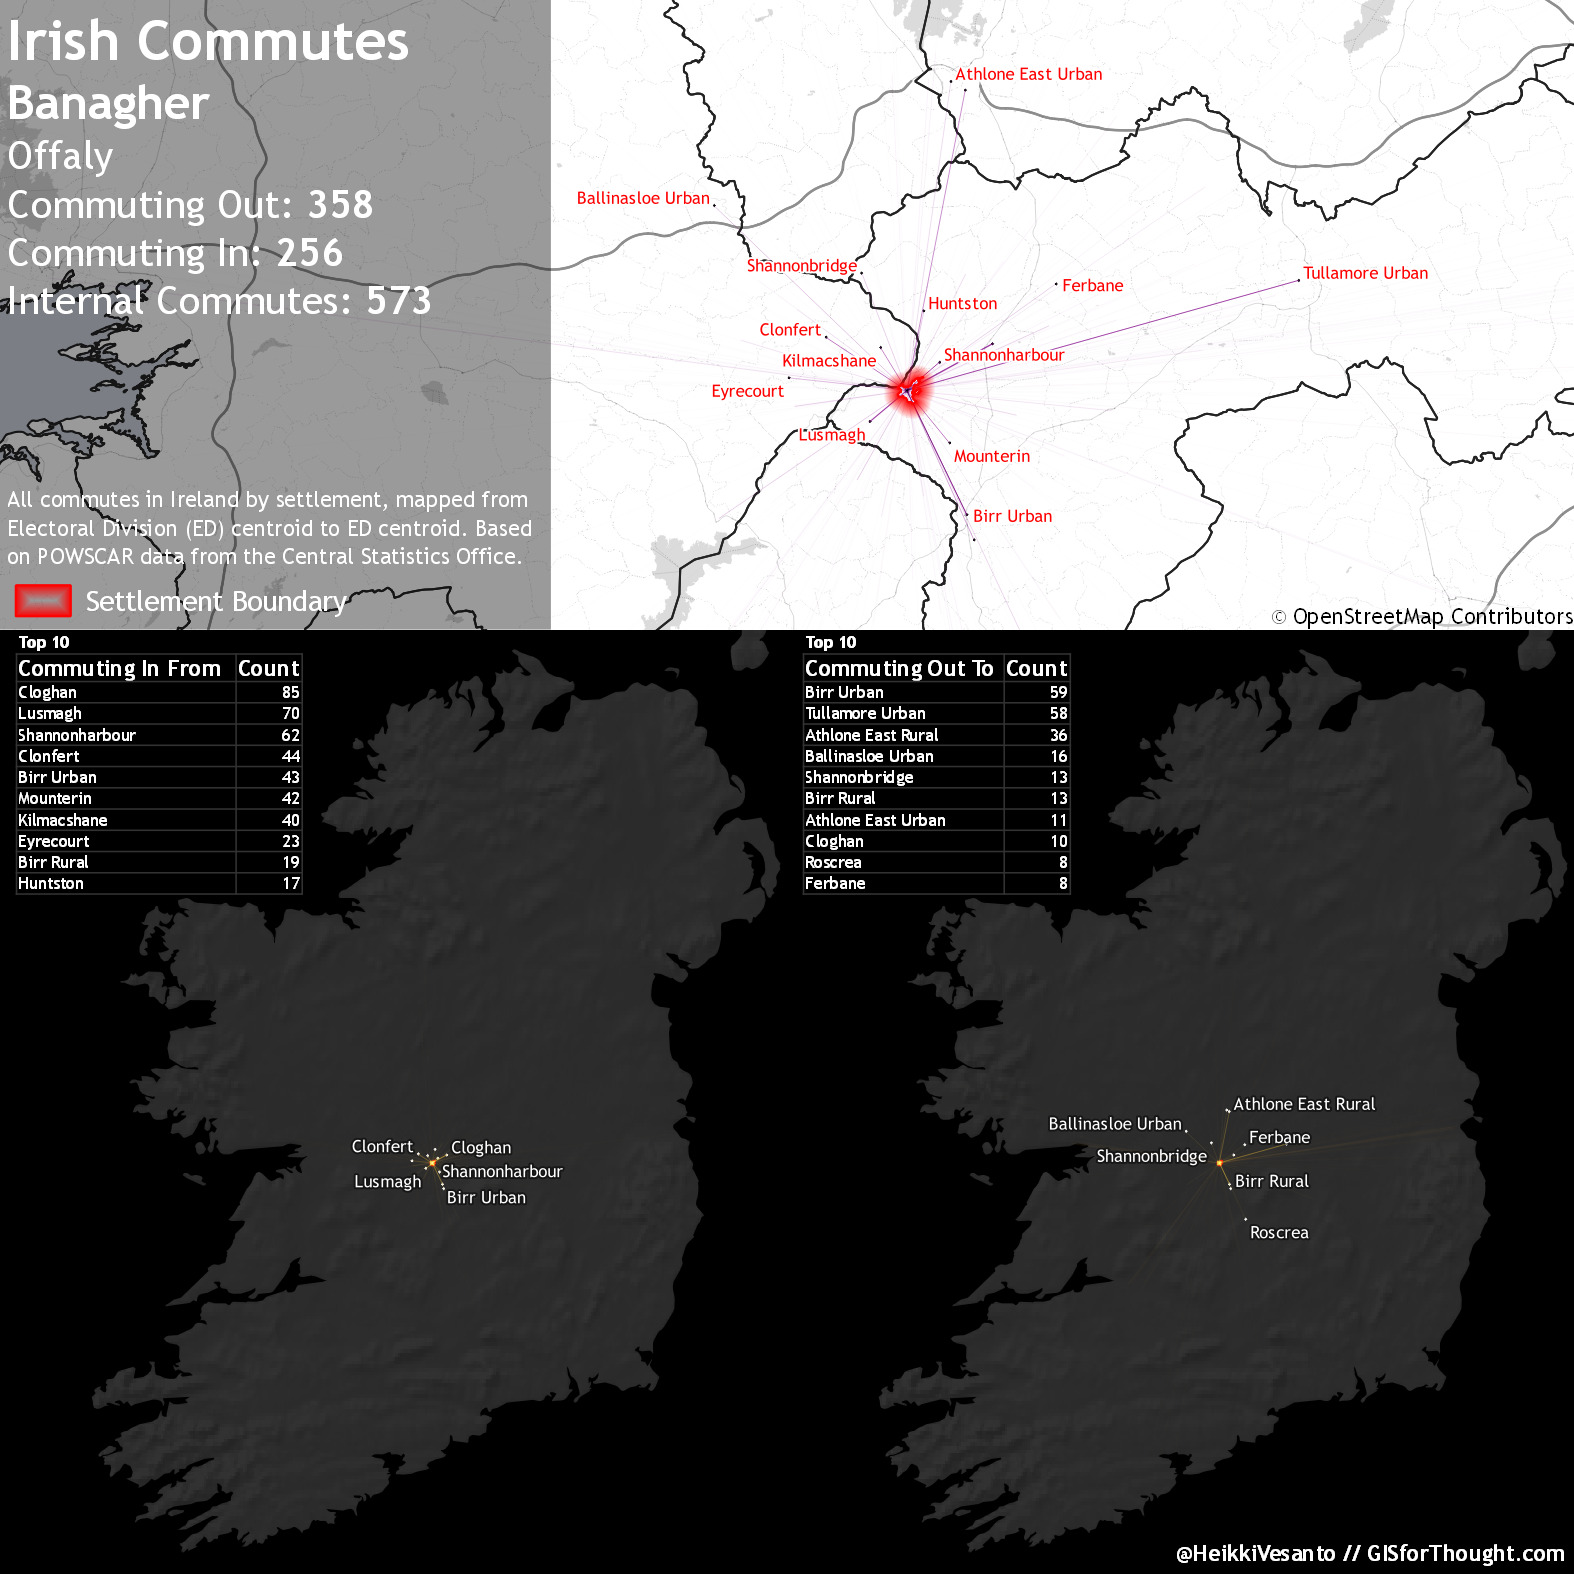 Irish Commutes
Banagher
Offaly
Commuting Out: 358
Commuting In: 256
Internal Commutes: 573
All commutes in Ireland by settlement, mapped from
Electoral Division (ED) centroid to ED centroid. Based
on POWSCAR data from the Central Statistics Office.
Settlement Boundary
Athlone East Urban
Ballinasloe Urban
Shannonbridge
Ferbane
Tullamore Urban
Huntston
Clonfert
Kilmacshane
Shannonharbour
Eyrecourt
Lusmagh
Mounterin
Birr Urban
© OpenStreetMap Contributors
Top 10
Commuting In From Count
Cloghan 85
Lusmagh 70
Shannonharbour 62
Clonfert 44
Birr Urban 43
Mounterin 42
Kilmacshane 40
Eyrecourt 23
Birr Rural 19
Huntston 17
Clonfert
Cloghan
Shannonharbour
Lusmagh
Birr Urban
Top 10
Commuting Out To Count
Birr Urban 59
Tullamore Urban 58
Athlone East Rural 36
Ballinasloe Urban 16
Shannonbridge 13
Birr Rural 13
Athlone East Urban 11
Cloghan 10
Roscrea 8
Ferbane 8
Athlone East Rural
Ballinasloe Urban
Ferbane
Shannonbridge
Birr Rural
Roscrea
@HeikkiVesanto // GISforThought.com